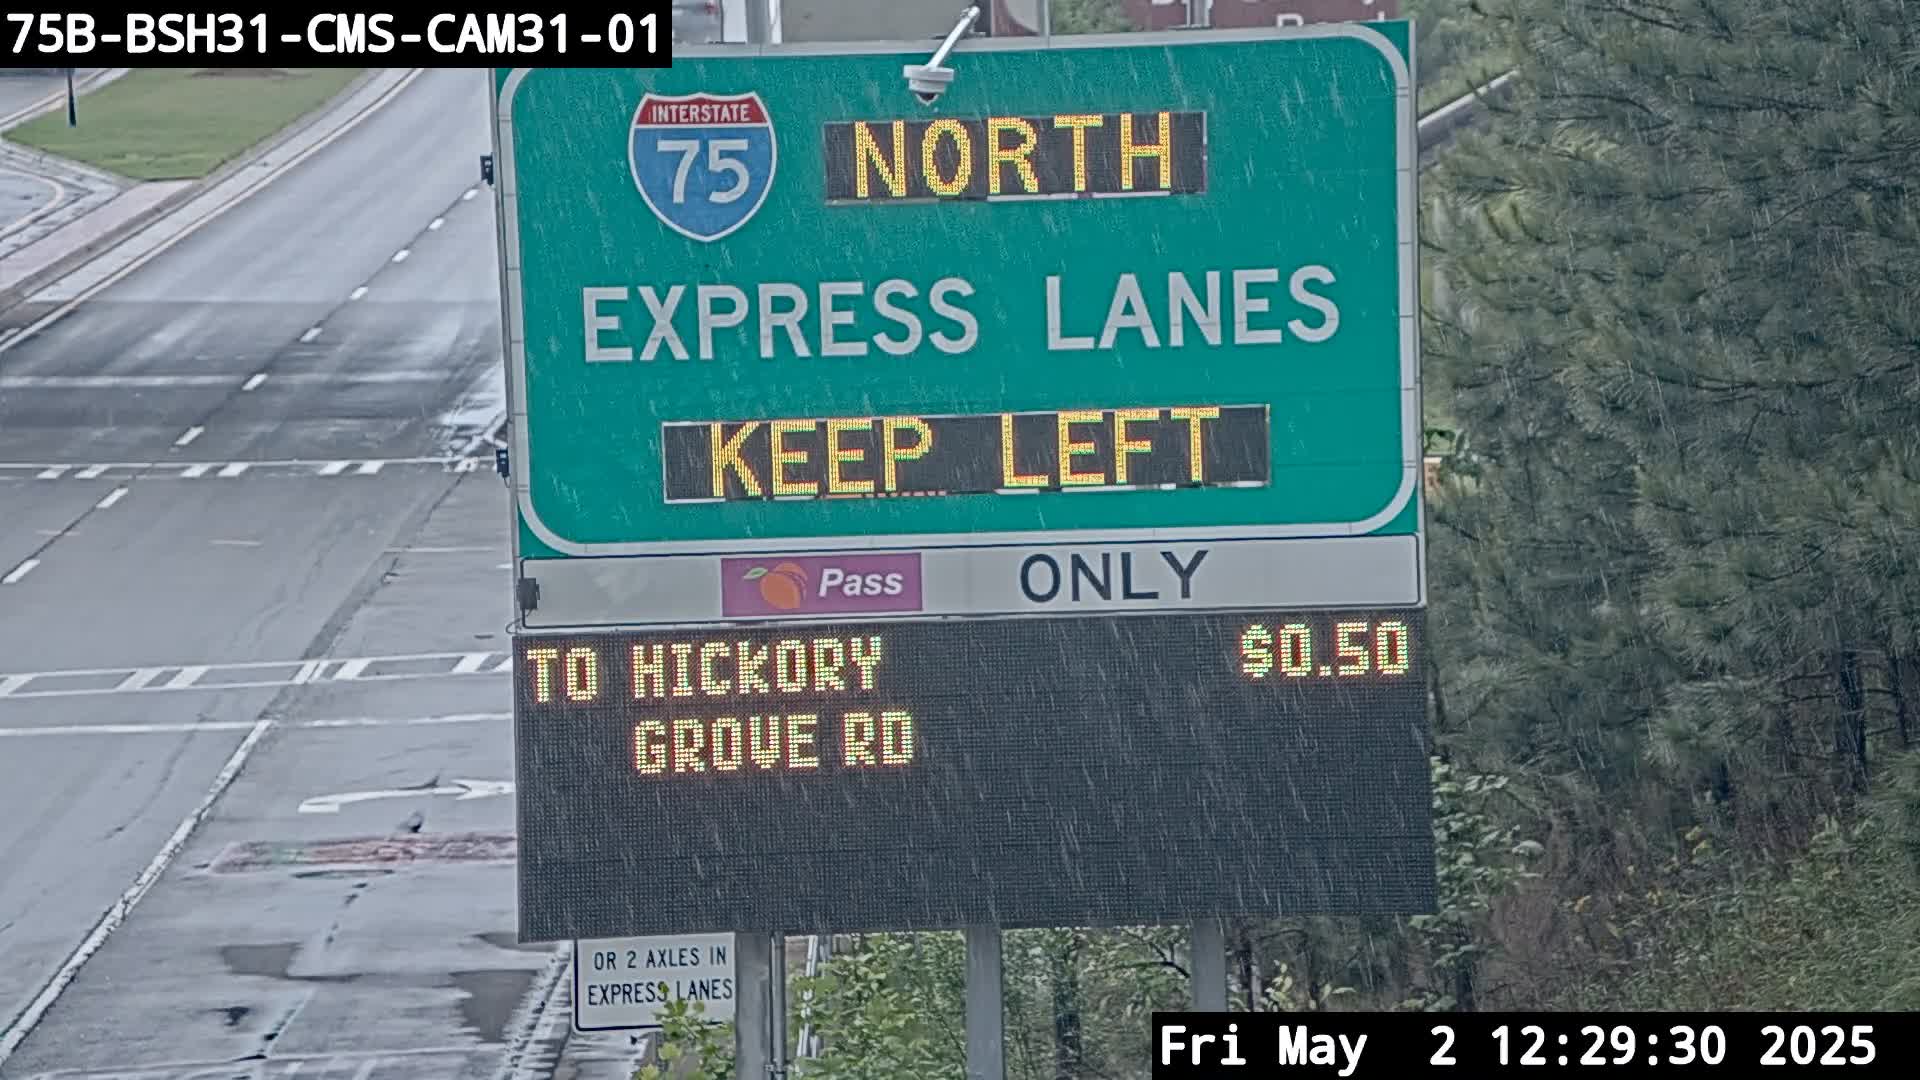 75B-BSH31-CMS-CAM31-01
INTERSTATE
75
NORTH
EXPRESS LANES
KEEP LEFT
Pass ONLY
TO HICKORY $0.50
GROVE RD
OR 2 AXLES IN
EXPRESS LANES
Fri May 2 12:29:30 2025